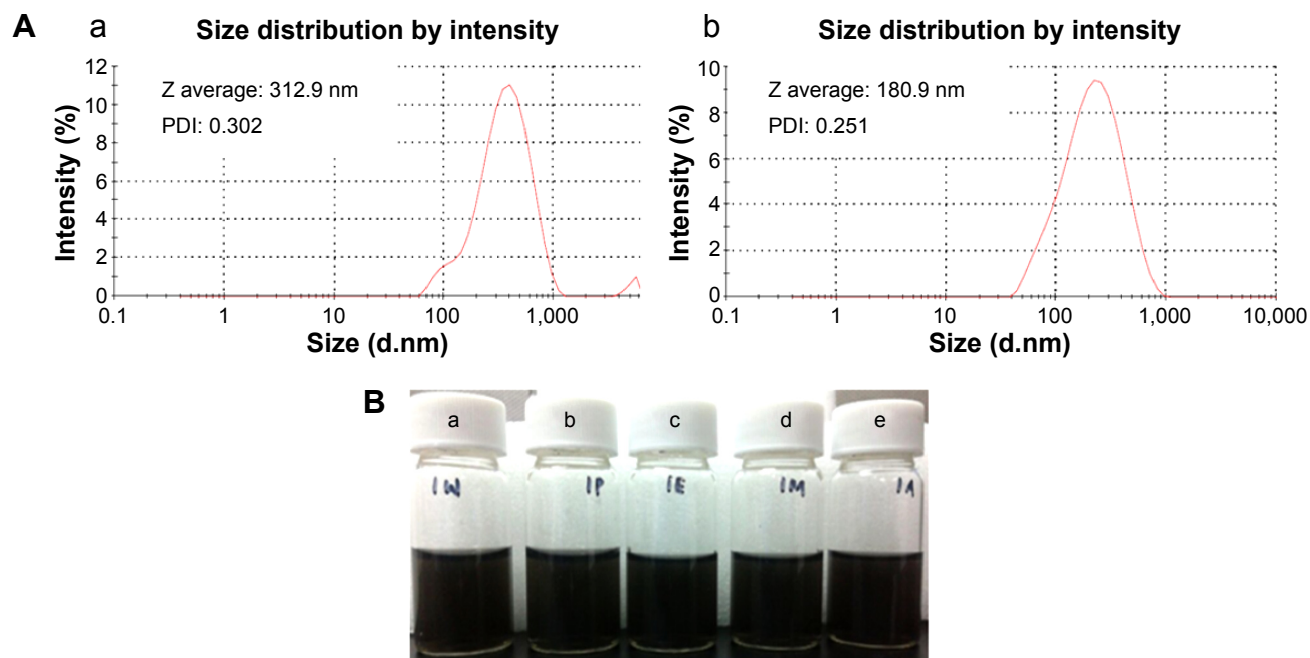 A
a
Size distribution by intensity
Z average: 312.9 nm
PDI: 0.302
Intensity (%)
12
10
8
6
4
2
0
0.1 1 10 100 1,000
Size (d.nm)
b
Size distribution by intensity
Z average: 180.9 nm
PDI: 0.251
Intensity (%)
10
8
6
4
2
0
0.1 1 10 100 1,000 10,000
Size (d.nm)
B
a b c d e
1W 1P 1E 1M 1A